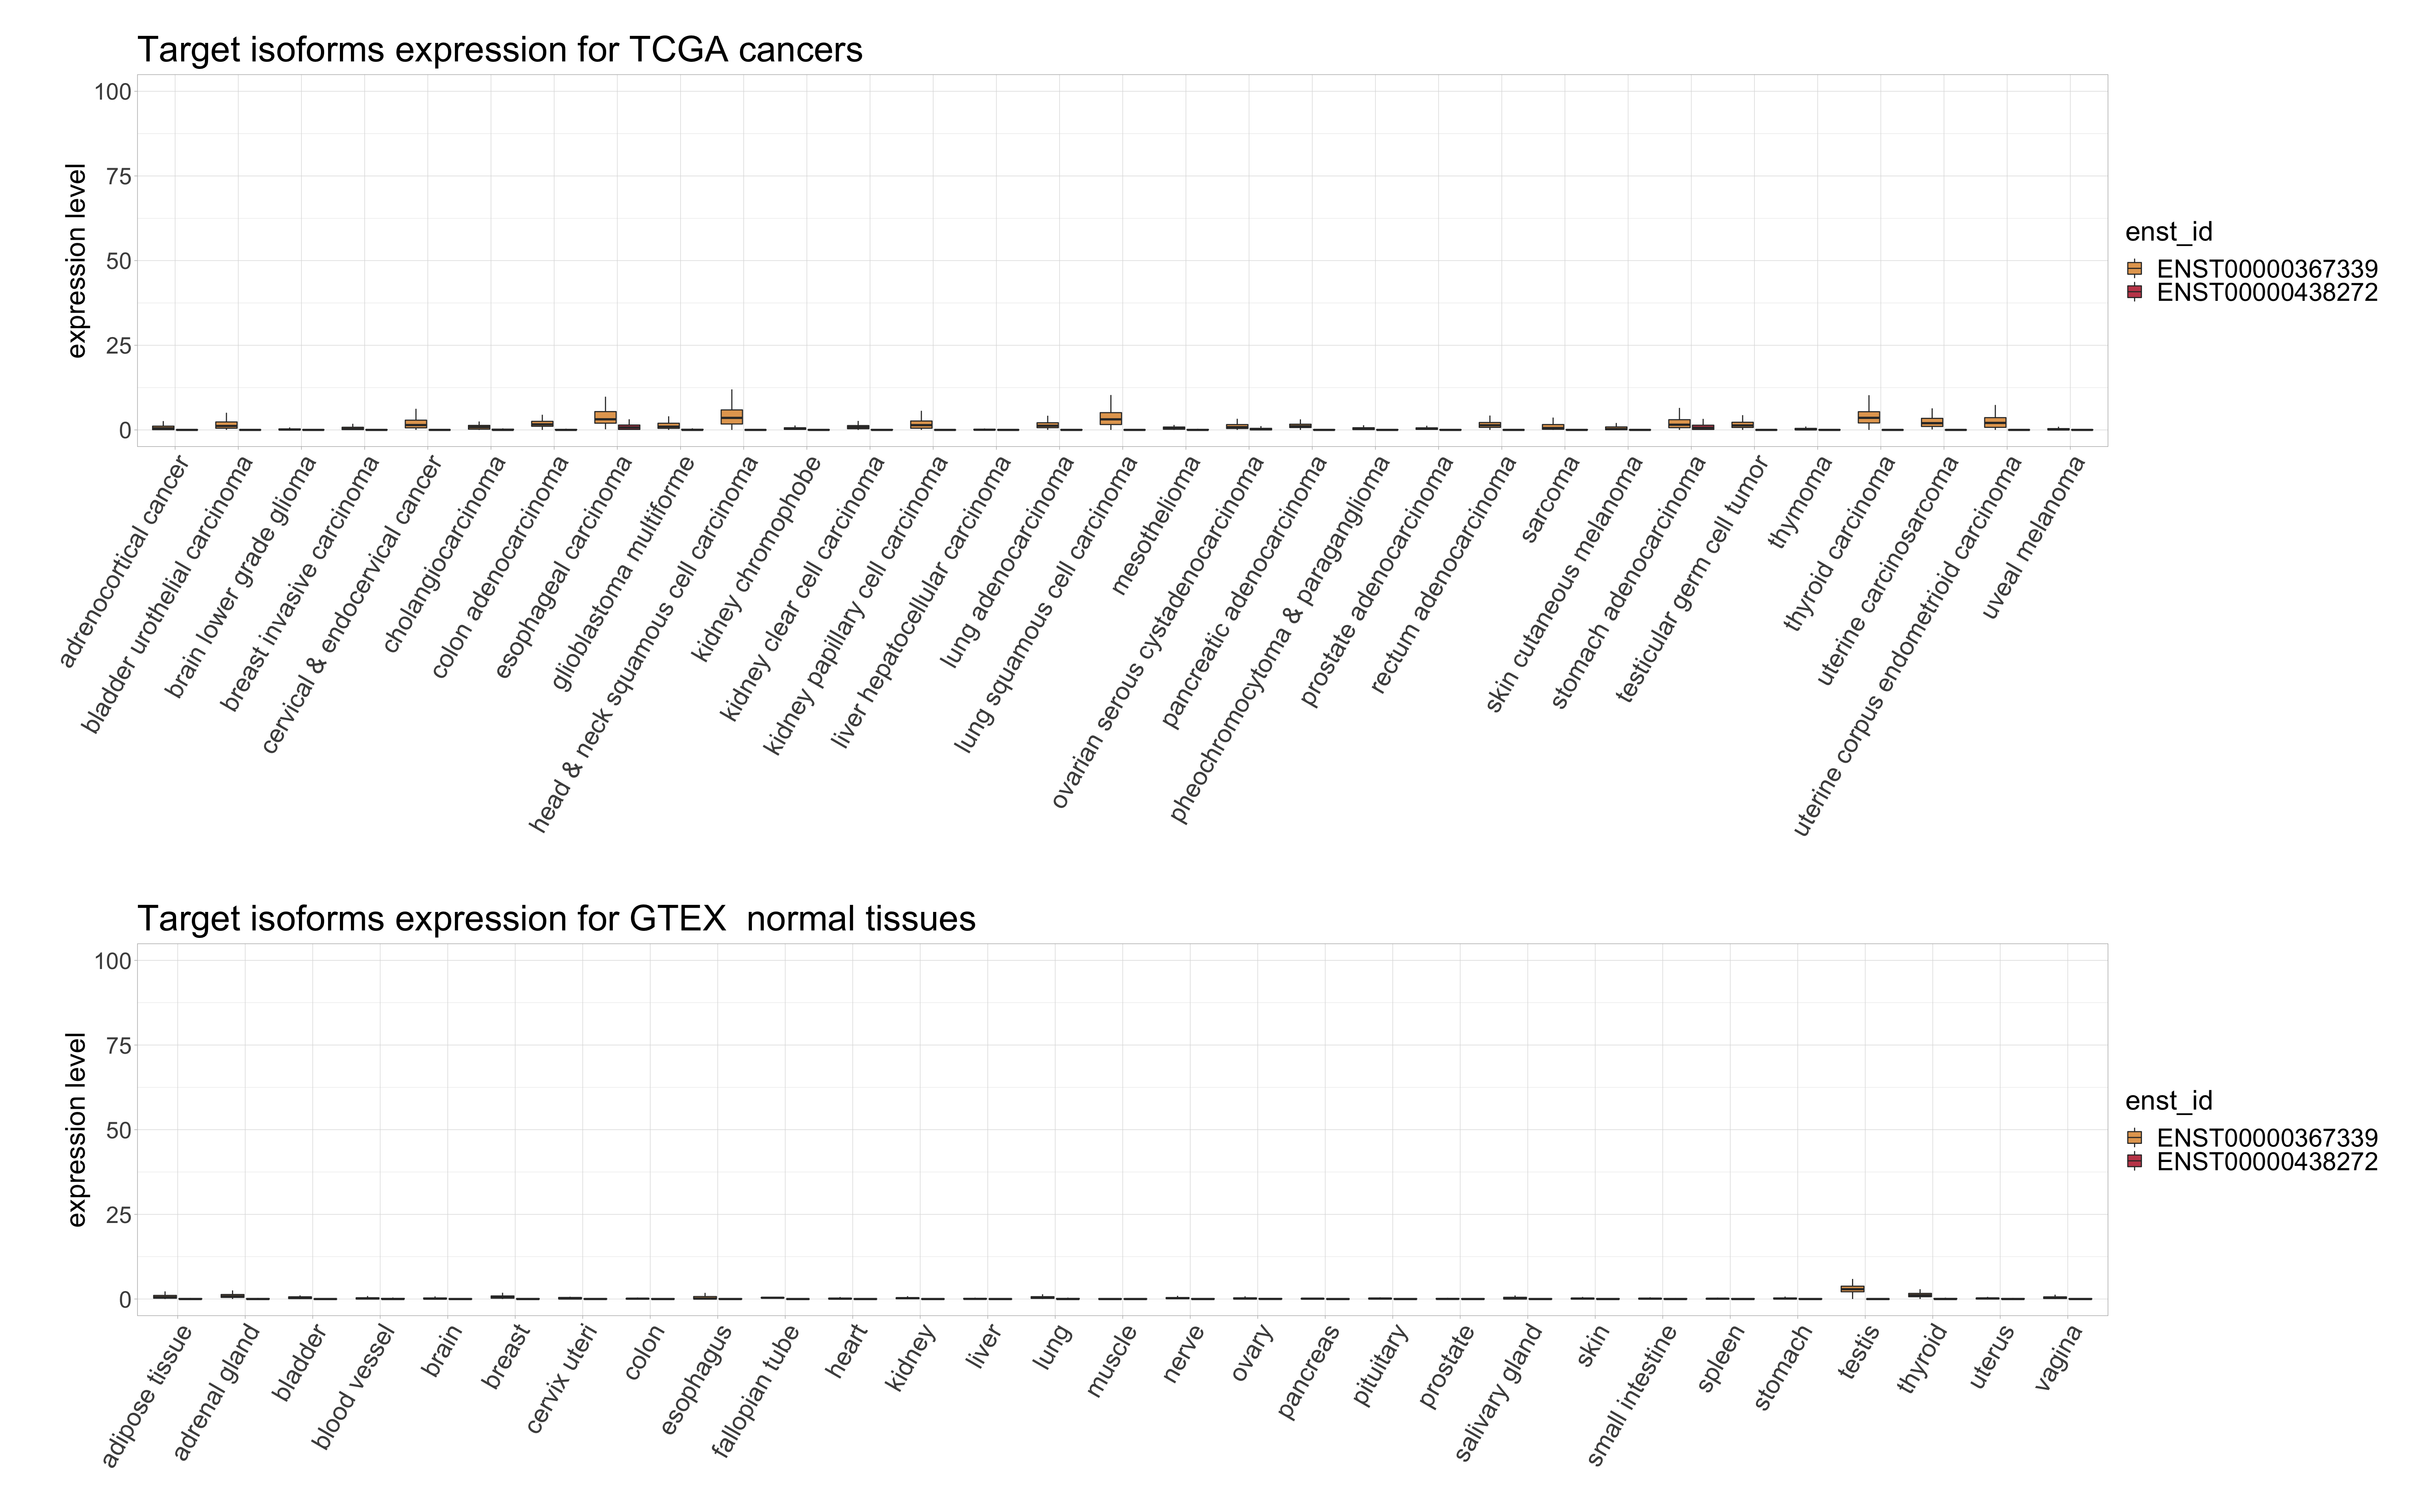 Target isoforms expression for TCGA cancers
expression level
100
75
50
25
0
adrenocortical cancer
bladder urothelial carcinoma
brain lower grade glioma
breast invasive carcinoma
cervical & endocervical cancer
cholangiocarcinoma
colon adenocarcinoma
esophageal carcinoma
glioblastoma multiforme
head & neck squamous cell carcinoma
kidney chromophobe
kidney clear cell carcinoma
kidney papillary cell carcinoma
liver hepatocellular carcinoma
lung adenocarcinoma
lung squamous cell carcinoma
mesothelioma
ovarian serous cystadenocarcinoma
pancreatic adenocarcinoma
pheochromocytoma & paraganglioma
prostate adenocarcinoma
rectum adenocarcinoma
sarcoma
skin cutaneous melanoma
stomach adenocarcinoma
testicular germ cell tumor
thymoma
thyroid carcinoma
uterine carcinosarcoma
uterine corpus endometrioid carcinoma
uveal melanoma
enst_id
ENST00000367339
ENST00000438272
Target isoforms expression for GTEX  normal tissues
expression level
100
75
50
25
0
adipose tissue
adrenal gland
bladder
blood vessel
brain
breast
cervix uteri
colon
esophagus
fallopian tube
heart
kidney
liver
lung
muscle
nerve
ovary
pancreas
pituitary
prostate
salivary gland
skin
small intestine
spleen
stomach
testis
thyroid
uterus
vagina
enst_id
ENST00000367339
ENST00000438272